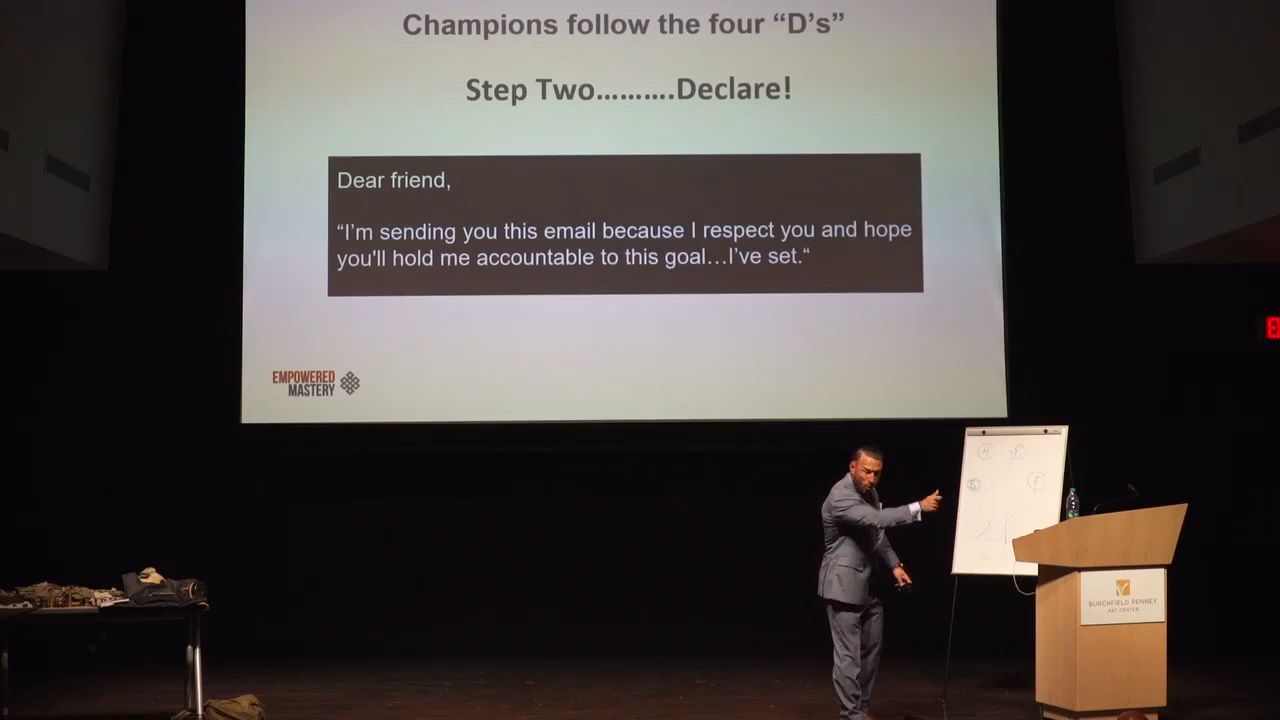 Champions follow the four “D’s”
Step Two……….Declare!
Dear friend,
“I’m sending you this email because I respect you and hope
you'll hold me accountable to this goal…I’ve set.“
EMPOWERED
MASTERY
BURCHFIELD PENNEY
ART CENTER